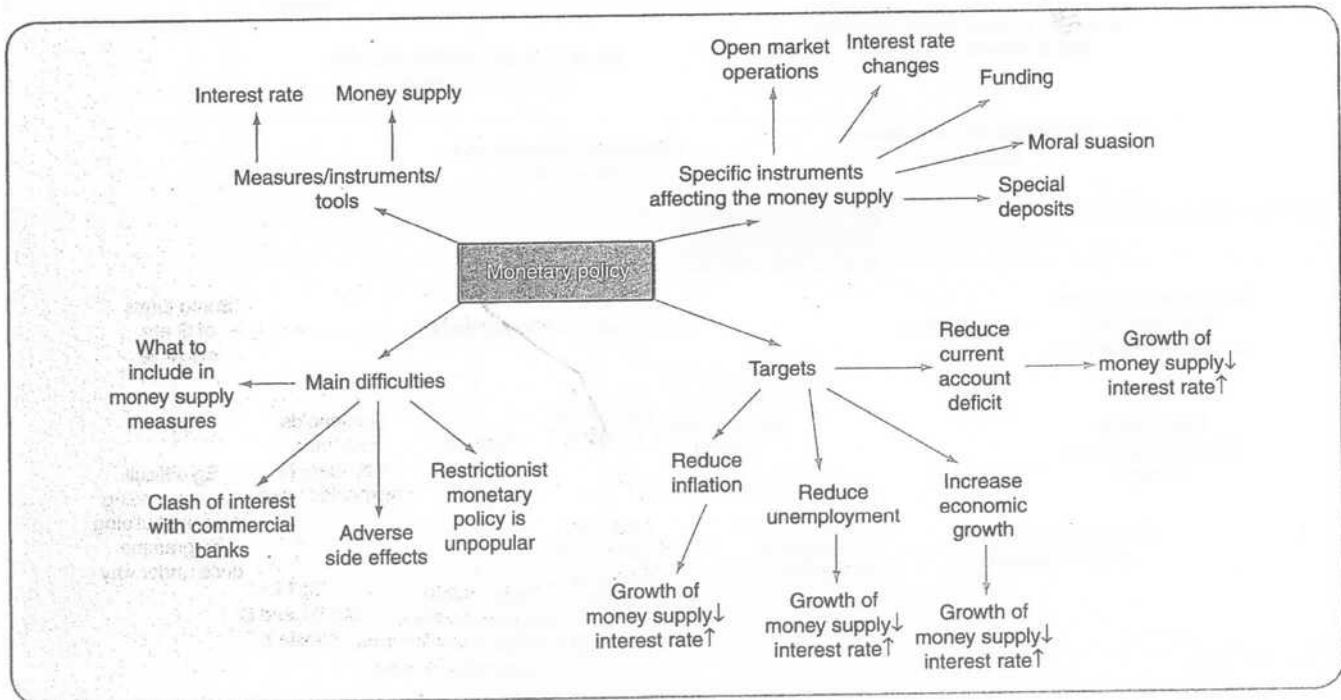 Open market
operations
Interest rate
changes
Funding
Moral suasion
Special
deposits
Specific instruments
affecting the money supply
Interest rate
Money supply
Measures/instruments/
tools
Monetary policy
What to
include in
money supply
measures
Main difficulties
Clash of interest
with commercial
banks
Adverse
side effects
Restrictionist
monetary
policy is
unpopular
Targets
Reduce
current
account
deficit
Growth of
money supply↓
interest rate↑
Reduce
inflation
Growth of
money supply↓
interest rate↑
Reduce
unemployment
Growth of
money supply↓
interest rate↑
Increase
economic
growth
Growth of
money supply↓
interest rate↑